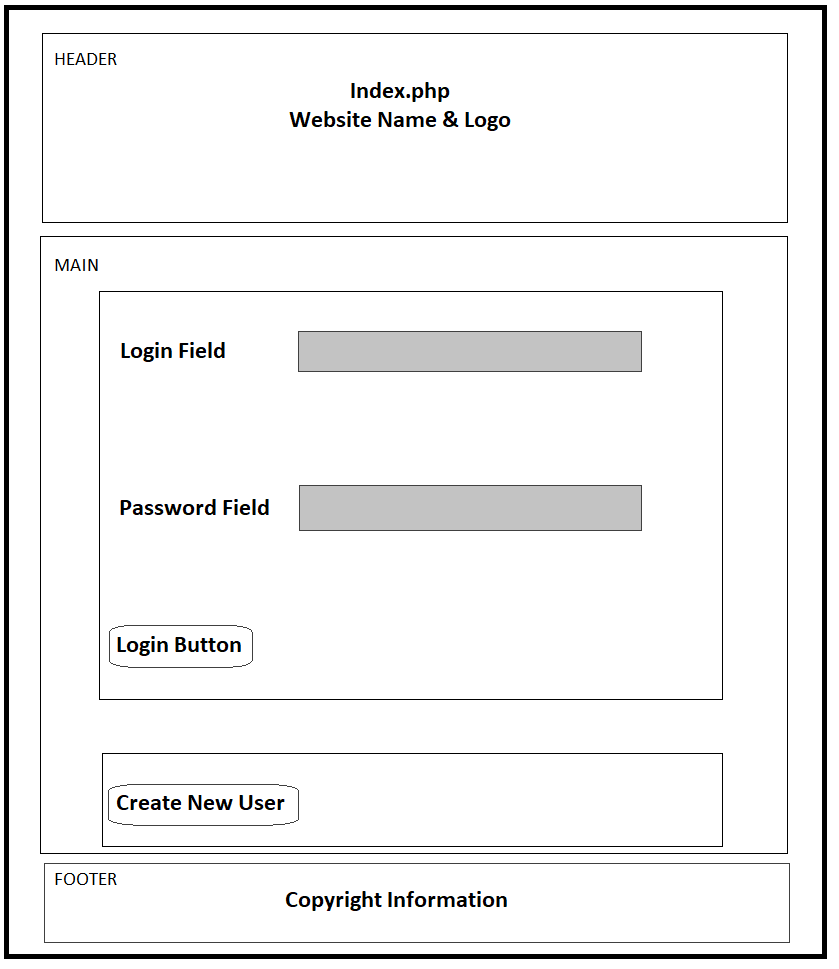 HEADER
Index.php
Website Name & Logo
MAIN
Login Field
Password Field
Login Button
Create New User
FOOTER
Copyright Information